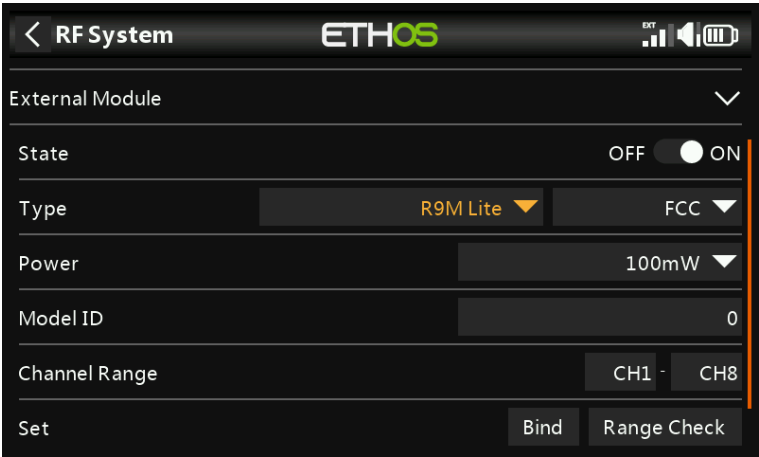 RF System ETHOS EXT
External Module
State OFF ON
Type R9M Lite FCC
Power 100mW
Model ID 0
Channel Range CH1 - CH8
Set Bind Range Check